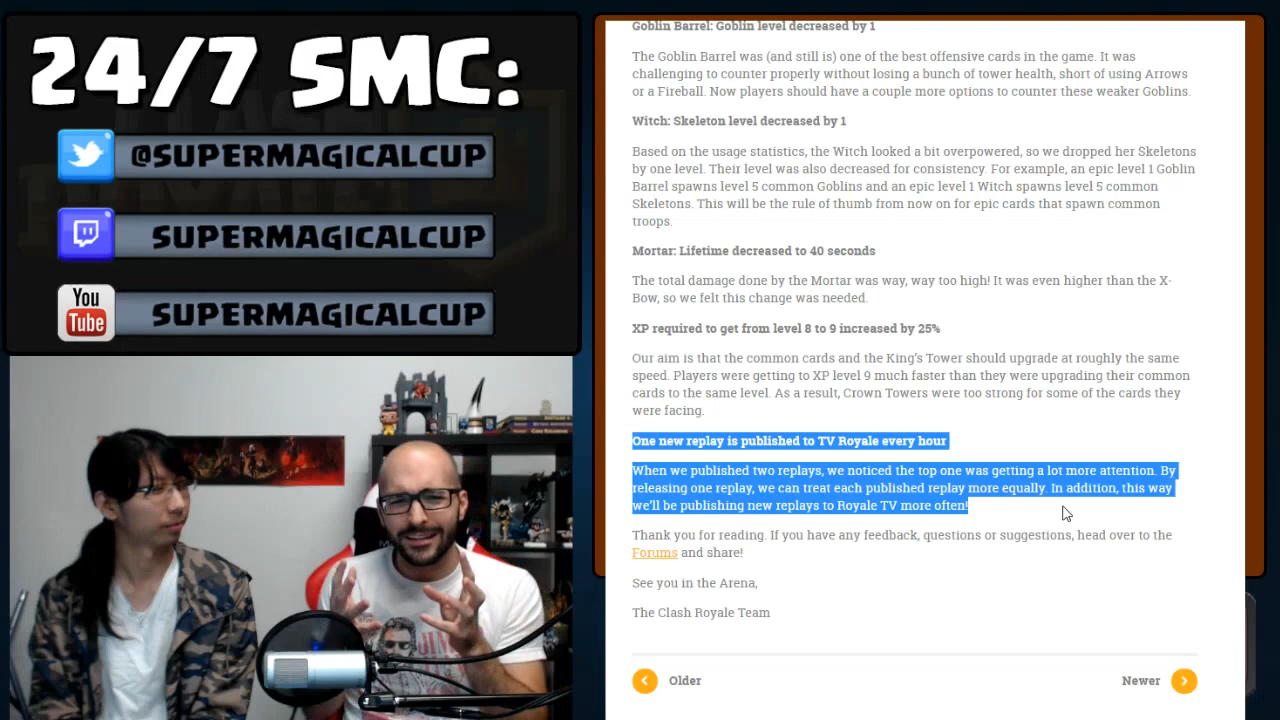 24/7 SMC:
@SUPERMAGICALCUP
SUPERMAGICALCUP
You
Tube
SUPERMAGICALCUP
Goblin Barrel: Goblin level decreased by 1
The Goblin Barrel was (and still is) one of the best offensive cards in the game. It was
challenging to counter properly without losing a bunch of tower health, short of using Arrows
or a Fireball. Now players should have a couple more options to counter these weaker Goblins.
Witch: Skeleton level decreased by 1
Based on the usage statistics, the Witch looked a bit overpowered, so we dropped her Skeletons
by one level. Their level was also decreased for consistency. For example, an epic level 1 Goblin
Barrel spawns level 5 common Goblins and an epic level 1 Witch spawns level 5 common
Skeletons. This will be the rule of thumb from now on for epic cards that spawn common
troops.
Mortar: Lifetime decreased to 40 seconds
The total damage done by the Mortar was way, way too high! It was even higher than the X-
Bow, so we felt this change was needed.
XP required to get from level 8 to 9 increased by 25%
Our aim is that the common cards and the King's Tower should upgrade at roughly the same
speed. Players were getting to XP level 9 much faster than they were upgrading their common
cards to the same level. As a result, Crown Towers were too strong for some of the cards they
were facing.
One new replay is published to TV Royale every hour
When we published two replays, we noticed the top one was getting a lot more attention. By
releasing one replay, we can treat each published replay more equally. In addition, this way
we'll be publishing new replays to Royale TV more often!
Thank you for reading. If you have any feedback, questions or suggestions, head over to the
Forums and share!
See you in the Arena,
The Clash Royale Team
Older
Newer